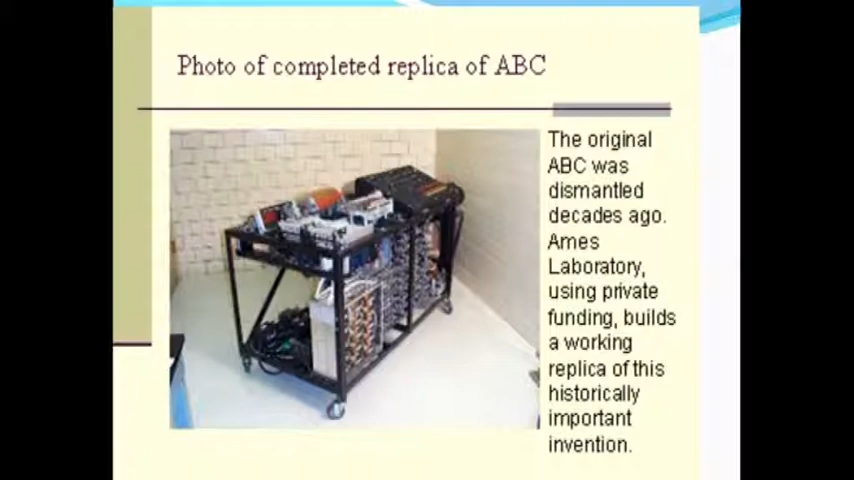 Photo of completed replica of ABC
The original
ABC was
dismantled
decades ago.
Ames
Laboratory,
using private
funding, builds
a working
replica of this
historically
important
invention.